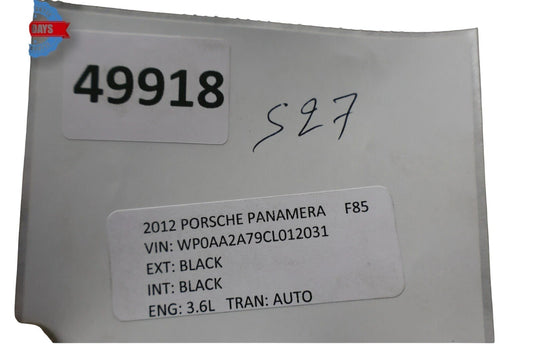 DAYS
49918
S27
2012 PORSCHE PANAMERA F85
VIN: WP0AA2A79CL012031
EXT: BLACK
INT: BLACK
ENG: 3.6L TRAN: AUTO